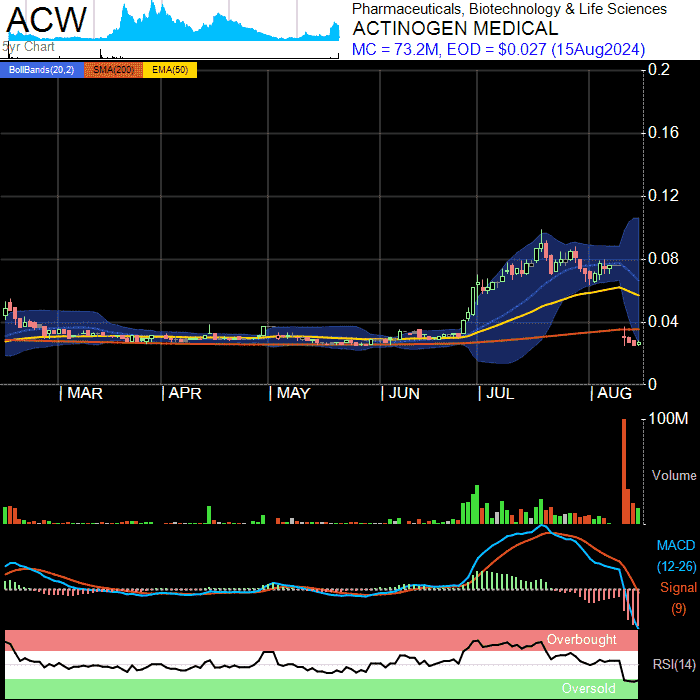 ACW
5yr Chart
Pharmaceuticals, Biotechnology & Life Sciences
ACTINOGEN MEDICAL
MC = 73.2M, EOD = $0.027 (15Aug2024)
BollBands(20,2) SMA(200) EMA(50)
0.2
0.16
0.12
0.08
0.04
0
MAR APR MAY JUN JUL AUG
100M
Volume
MACD
(12-26)
Signal
(9)
Overbought
RSI(14)
Oversold